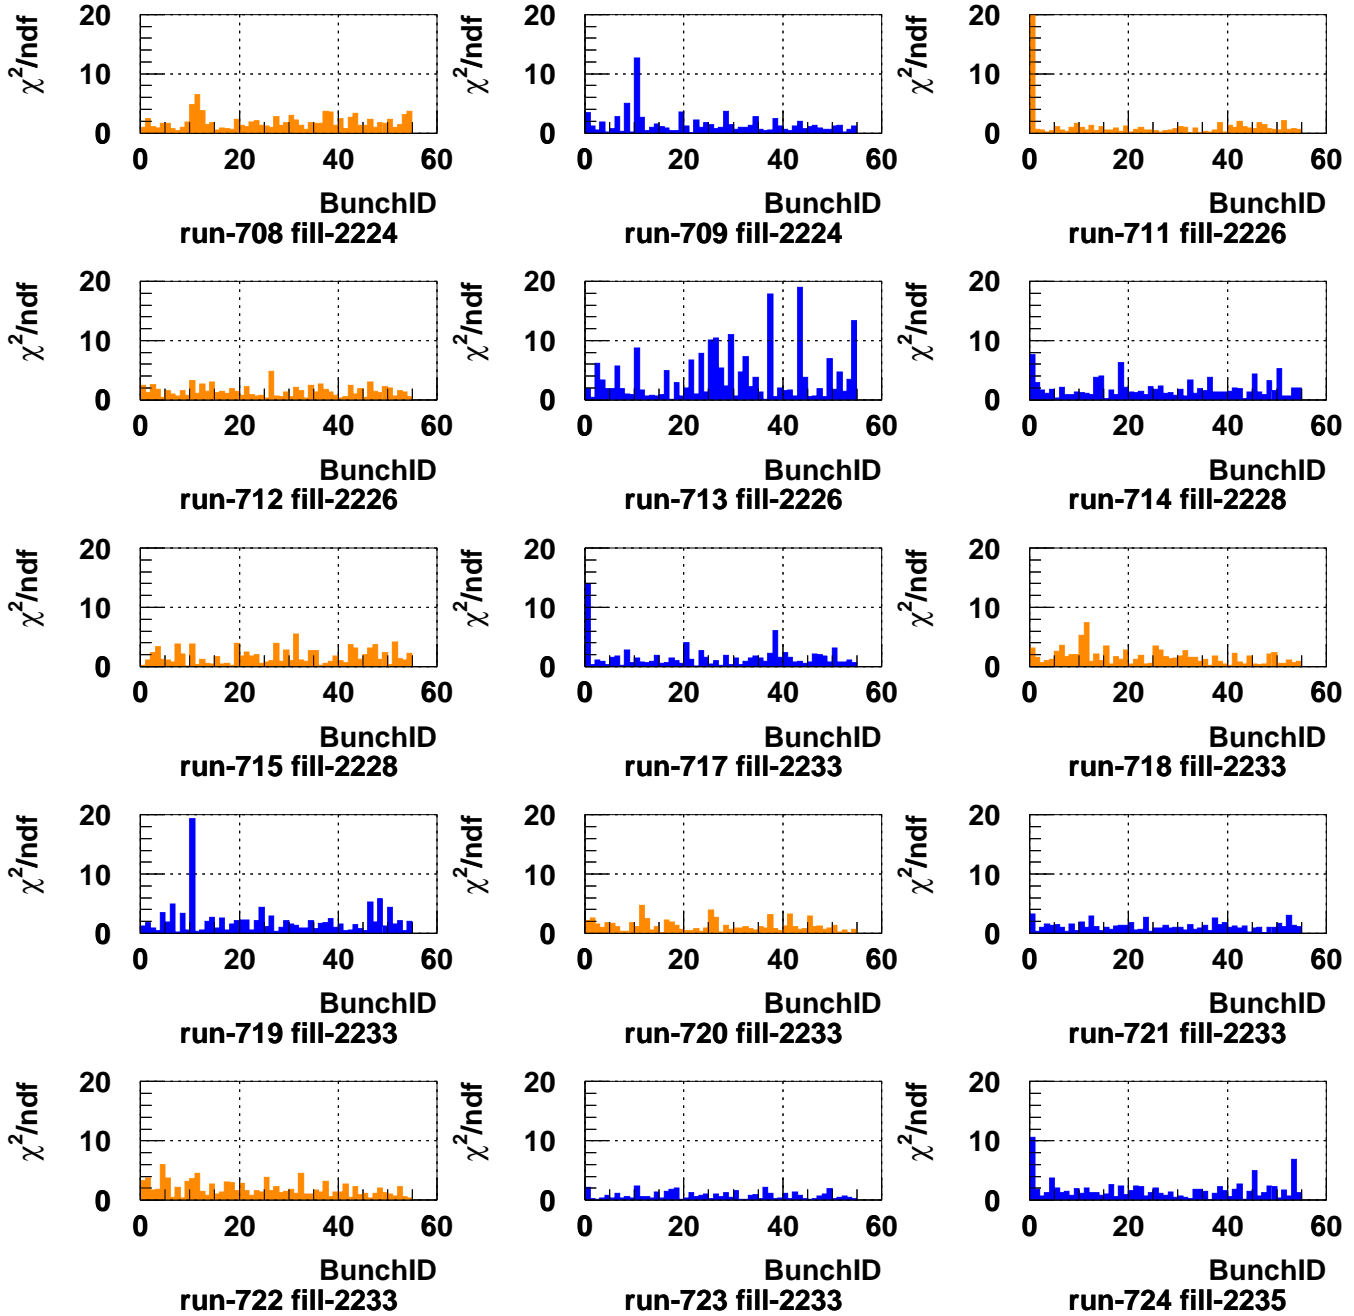 χ²/ndf
20
10
0
0 20 40 60
BunchID
run-708 fill-2224
χ²/ndf
20
10
0
0 20 40 60
BunchID
run-709 fill-2224
χ²/ndf
20
10
0
0 20 40 60
BunchID
run-711 fill-2226
χ²/ndf
20
10
0
0 20 40 60
BunchID
run-712 fill-2226
χ²/ndf
20
10
0
0 20 40 60
BunchID
run-713 fill-2226
χ²/ndf
20
10
0
0 20 40 60
BunchID
run-714 fill-2228
χ²/ndf
20
10
0
0 20 40 60
BunchID
run-715 fill-2228
χ²/ndf
20
10
0
0 20 40 60
BunchID
run-717 fill-2233
χ²/ndf
20
10
0
0 20 40 60
BunchID
run-718 fill-2233
χ²/ndf
20
10
0
0 20 40 60
BunchID
run-719 fill-2233
χ²/ndf
20
10
0
0 20 40 60
BunchID
run-720 fill-2233
χ²/ndf
20
10
0
0 20 40 60
BunchID
run-721 fill-2233
χ²/ndf
20
10
0
0 20 40 60
BunchID
run-722 fill-2233
χ²/ndf
20
10
0
0 20 40 60
BunchID
run-723 fill-2233
χ²/ndf
20
10
0
0 20 40 60
BunchID
run-724 fill-2235